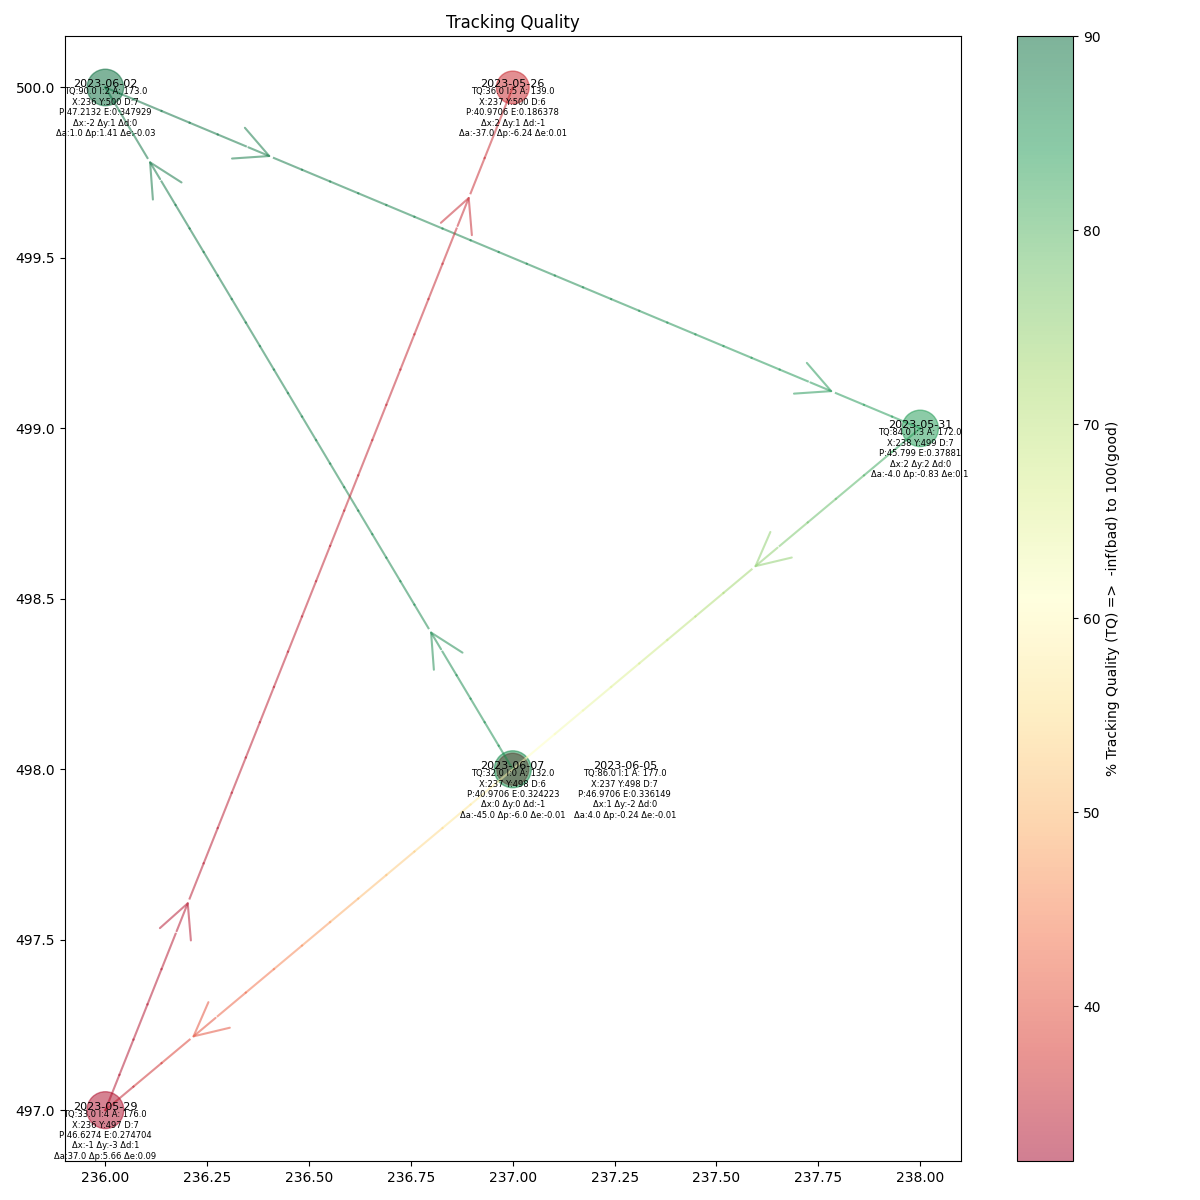 Tracking Quality
2023-06-02
TQ:90.0 I:2 A: 173.0
X:236 Y:500 D:7
P:47.2132 E:0.347929
Δx:-2 Δy:1 Δd:0
Δa:1.0 Δp:1.41 Δe:-0.03
2023-05-26
TQ:36.0 I:5 A: 139.0
X:237 Y:500 D:6
P:40.9706 E:0.186378
Δx:2 Δy:1 Δd:-1
Δa:-37.0 Δp:-6.24 Δe:0.01
2023-05-31
TQ:84.0 I:3 A: 172.0
X:238 Y:499 D:7
P:45.799 E:0.37881
Δx:2 Δy:2 Δd:0
Δa:-4.0 Δp:-0.83 Δe:0.1
2023-06-07
TQ:32.0 I:0 A: 132.0
X:237 Y:498 D:6
P:40.9706 E:0.324223
Δx:0 Δy:0 Δd:-1
Δa:-45.0 Δp:-6.0 Δe:-0.01
2023-06-05
TQ:86.0 I:1 A: 177.0
X:237 Y:498 D:7
P:46.9706 E:0.336149
Δx:1 Δy:-2 Δd:0
Δa:4.0 Δp:-0.24 Δe:-0.01
2023-05-29
TQ:33.0 I:4 A: 176.0
X:236 Y:497 D:7
P:46.6274 E:0.274704
Δx:-1 Δy:-3 Δd:1
Δa:37.0 Δp:5.66 Δe:0.09
500.0
499.5
499.0
498.5
498.0
497.5
497.0
236.00
236.25
236.50
236.75
237.00
237.25
237.50
237.75
238.00
90
80
70
60
50
40
% Tracking Quality (TQ) =>  -inf(bad) to 100(good)